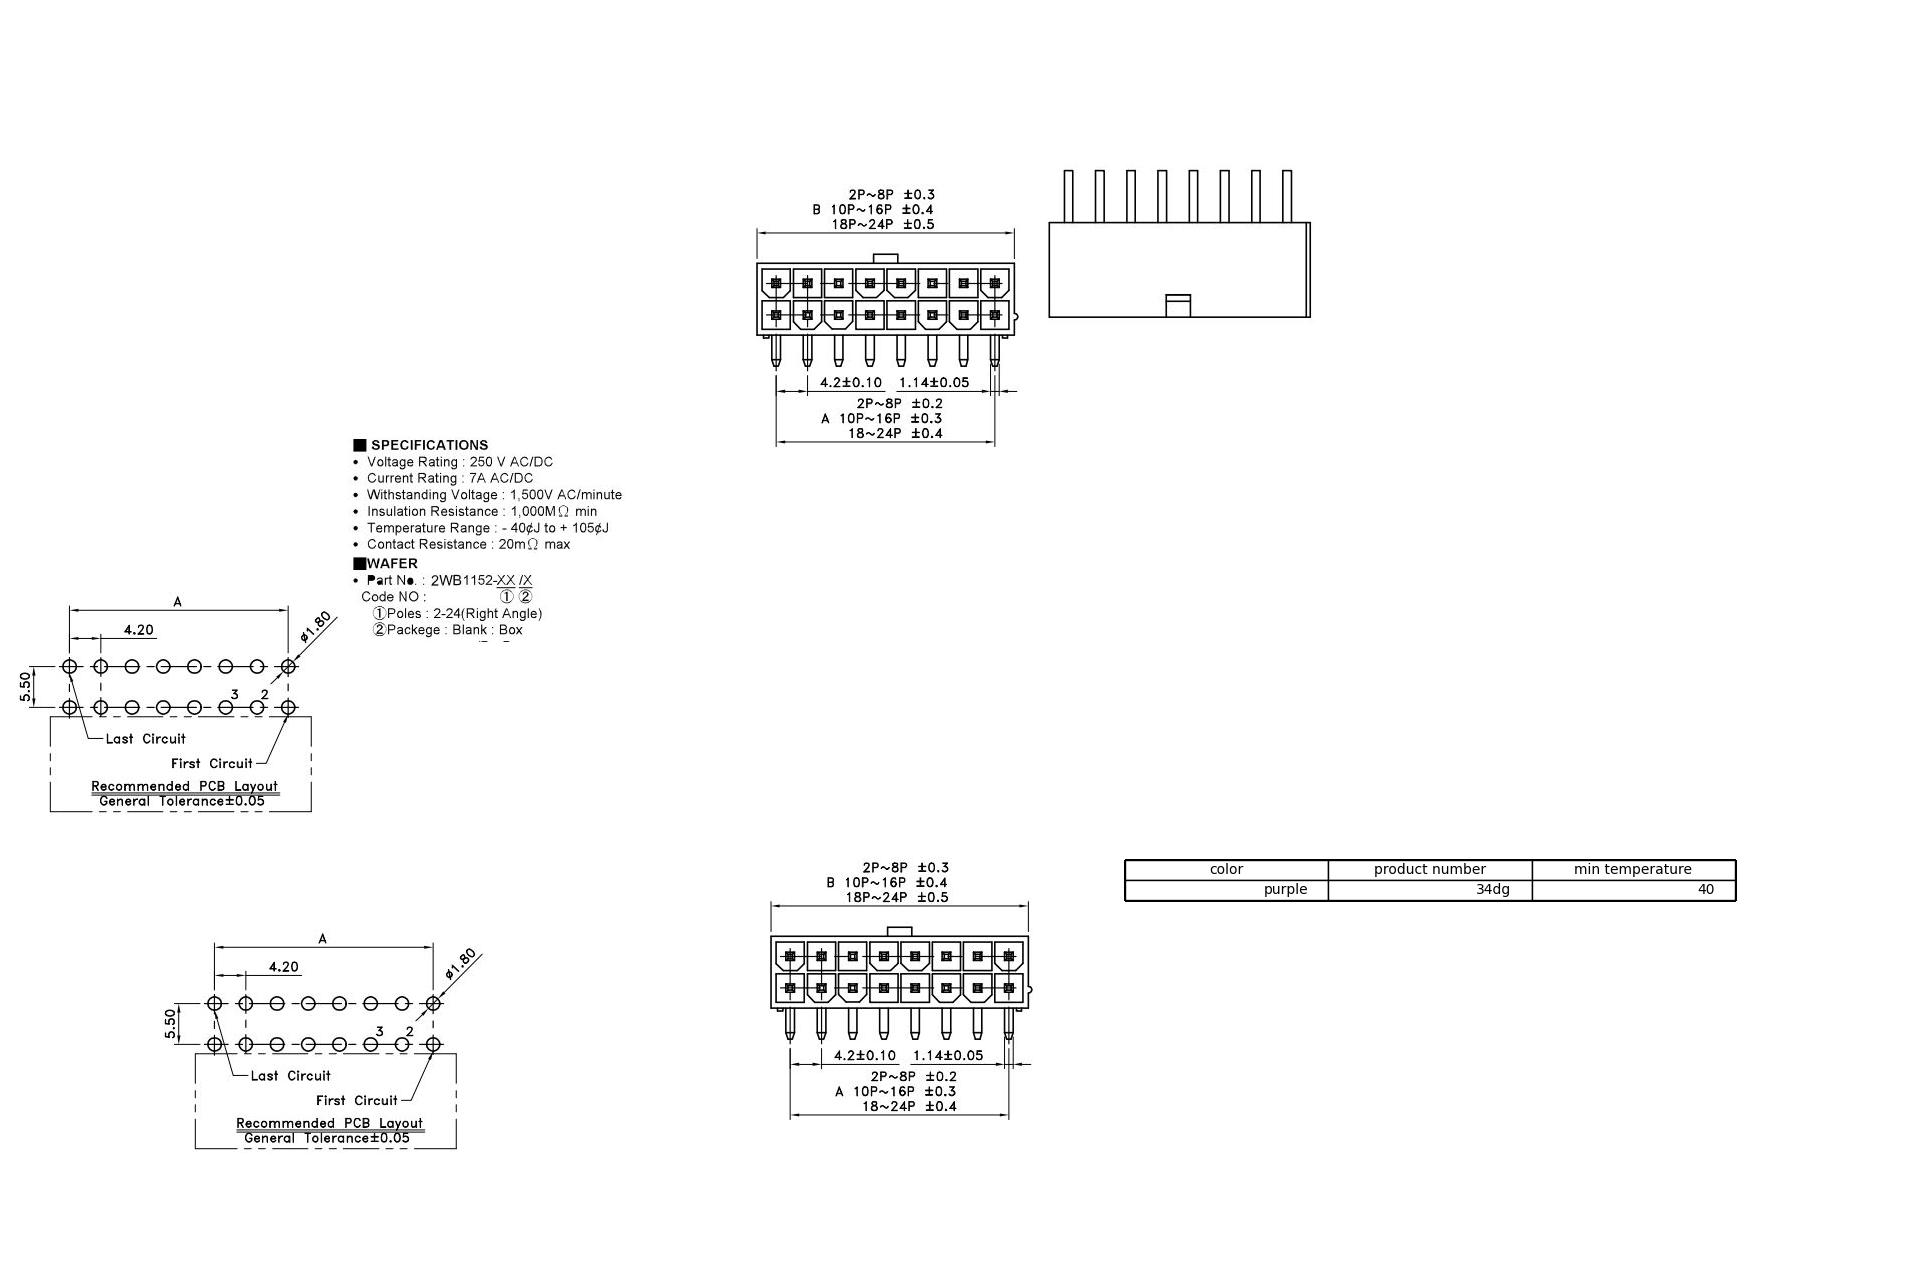 2P~8P ±0.3
B 10P~16P ±0.4
18P~24P ±0.5
4.2±0.10 1.14±0.05
2P~8P ±0.2
A 10P~16P ±0.3
18~24P ±0.4
■ SPECIFICATIONS
• Voltage Rating : 250 V AC/DC
• Current Rating : 7A AC/DC
• Withstanding Voltage : 1,500V AC/minute
• Insulation Resistance : 1,000MΩ min
• Temperature Range : - 40¢J to + 105¢J
• Contact Resistance : 20mΩ max
■WAFER
• Part No. : 2WB1152-XX /X
Code NO : ① ②
①Poles : 2-24(Right Angle)
②Packege : Blank : Box
A
4.20
ø1.80
5.50
3 2
Last Circuit
First Circuit
Recommended PCB Layout
General Tolerance±0.05
2P~8P ±0.3
B 10P~16P ±0.4
18P~24P ±0.5
4.2±0.10 1.14±0.05
2P~8P ±0.2
A 10P~16P ±0.3
18~24P ±0.4
color product number min temperature
purple 34dg 40
A
4.20
ø1.80
5.50
3 2
Last Circuit
First Circuit
Recommended PCB Layout
General Tolerance±0.05